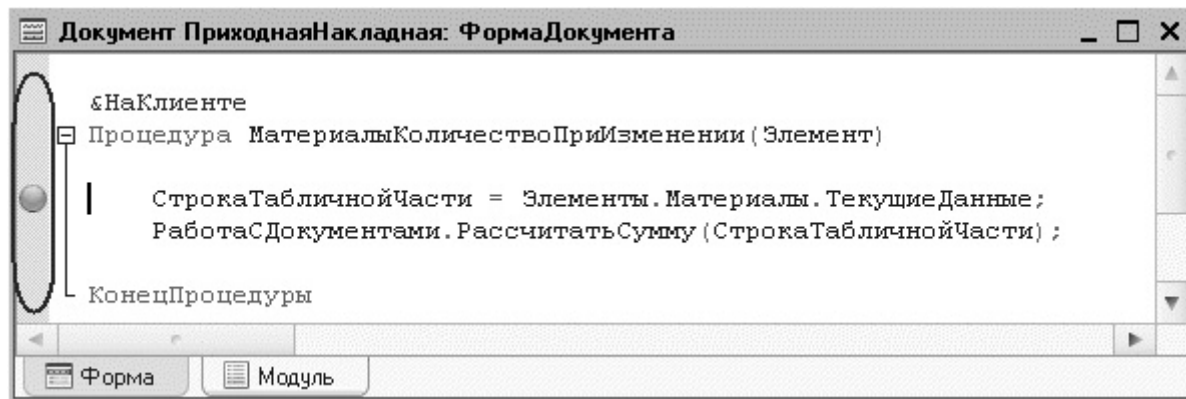 Документ ПриходнаяНакладная: ФормаДокумента
&НаКлиенте
Процедура МатериалыКоличествоПриИзменении(Элемент)
СтрокаТабличнойЧасти = Элементы.Материалы.ТекущиеДанные;
РаботаСДокументами.РассчитатьСумму(СтрокаТабличнойЧасти);
КонецПроцедуры
Форма
Модуль